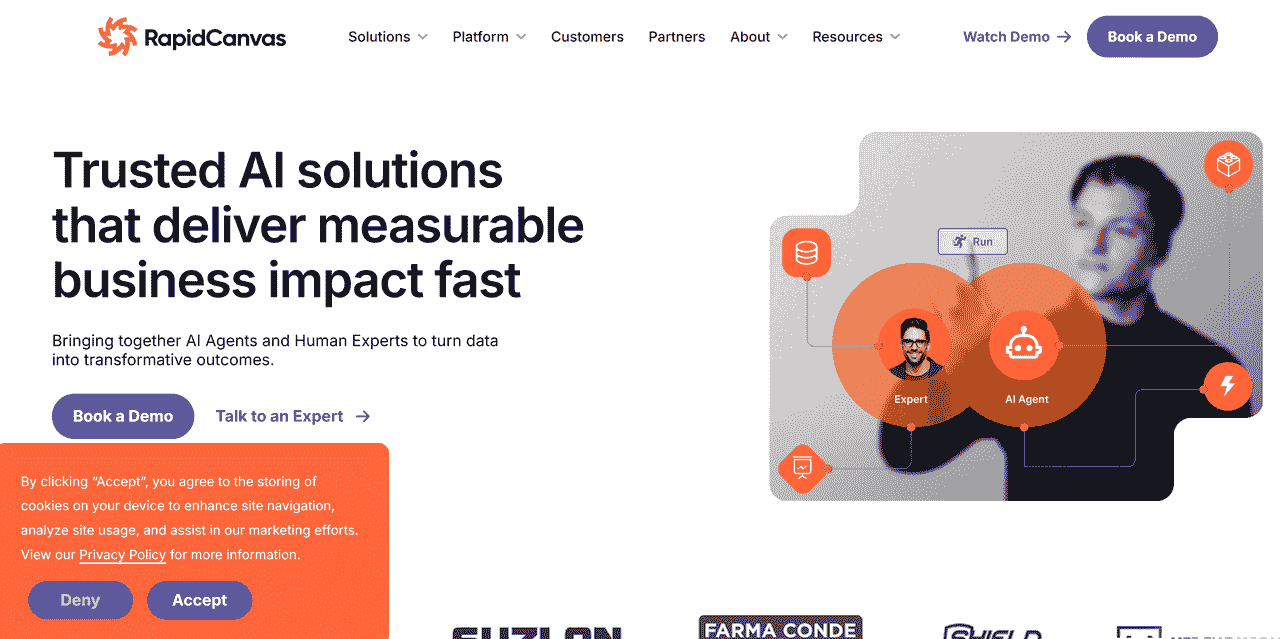 RapidCanvas
Solutions
Platform
Customers
Partners
About
Resources
Watch Demo
Book a Demo
Trusted AI solutions
that deliver measurable
business impact fast
Bringing together AI Agents and Human Experts to turn data
into transformative outcomes.
Book a Demo
Talk to an Expert
Run
Expert
AI Agent
By clicking “Accept”, you agree to the storing of
cookies on your device to enhance site navigation,
analyze site usage, and assist in our marketing efforts.
View our Privacy Policy for more information.
Deny
Accept
SUZLON
FARMA CONDE
SHIELD